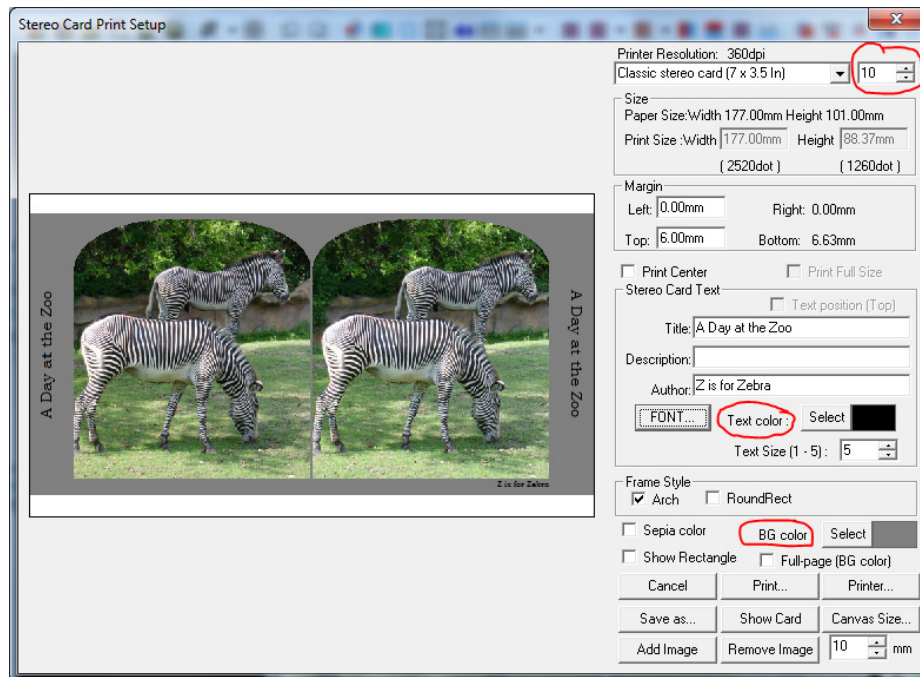 Stereo Card Print Setup
Printer Resolution: 360dpi
Classic stereo card (7 x 3.5 In) 10
Size
Paper Size:Width 177.00mm Height 101.00mm
Print Size :Width 177.00mm Height 88.37mm
( 2520dot ) ( 1260dot )
Margin
Left: 0.00mm Right: 0.00mm
Top: 6.00mm Bottom: 6.63mm
Print Center Print Full Size
Stereo Card Text
Text position (Top)
Title: A Day at the Zoo
Description:
Author: Z is for Zebra
FONT... Text color : Select
Text Size (1 - 5) : 5
Frame Style
Arch RoundRect
Sepia color BG color Select
Show Rectangle Full-page (BG color)
Cancel Print... Printer...
Save as... Show Card Canvas Size...
Add Image Remove Image 10 mm
A Day at the Zoo
A Day at the Zoo
Z is for Zebra